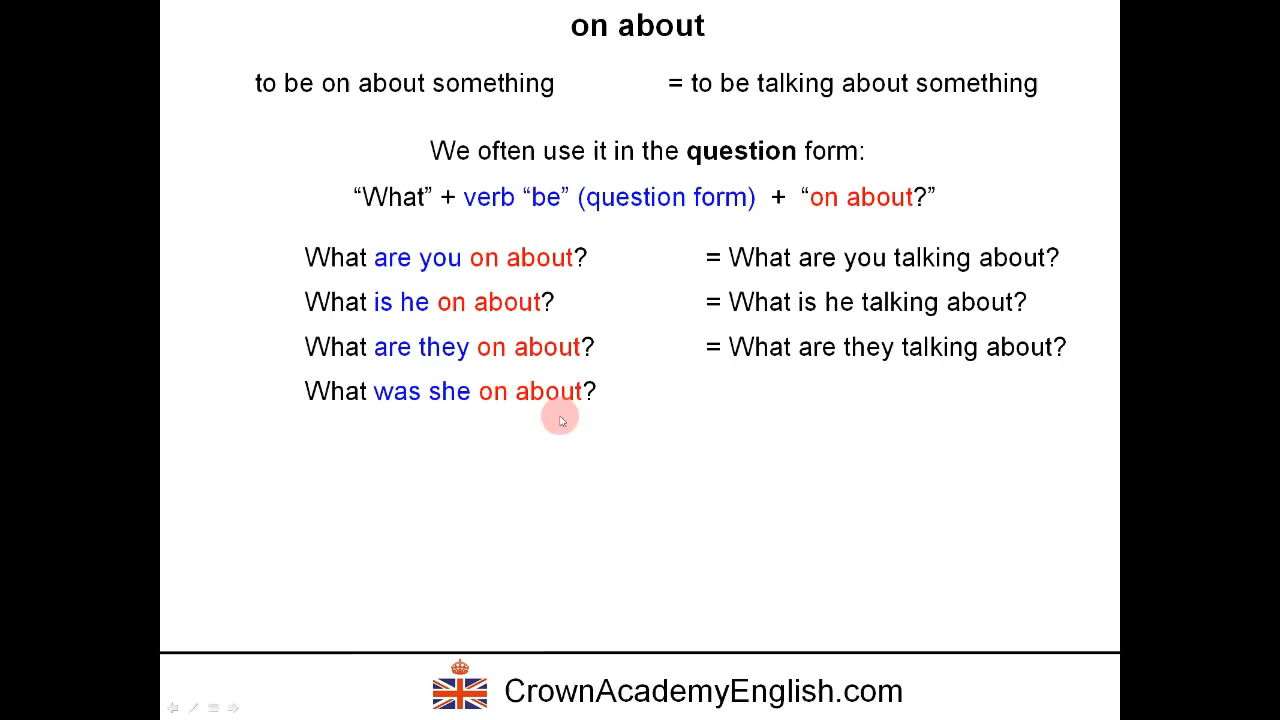 on about
to be on about something = to be talking about something
We often use it in the question form:
“What” + verb “be” (question form) + “on about?”
What are you on about? = What are you talking about?
What is he on about? = What is he talking about?
What are they on about? = What are they talking about?
What was she on about?
CrownAcademyEnglish.com